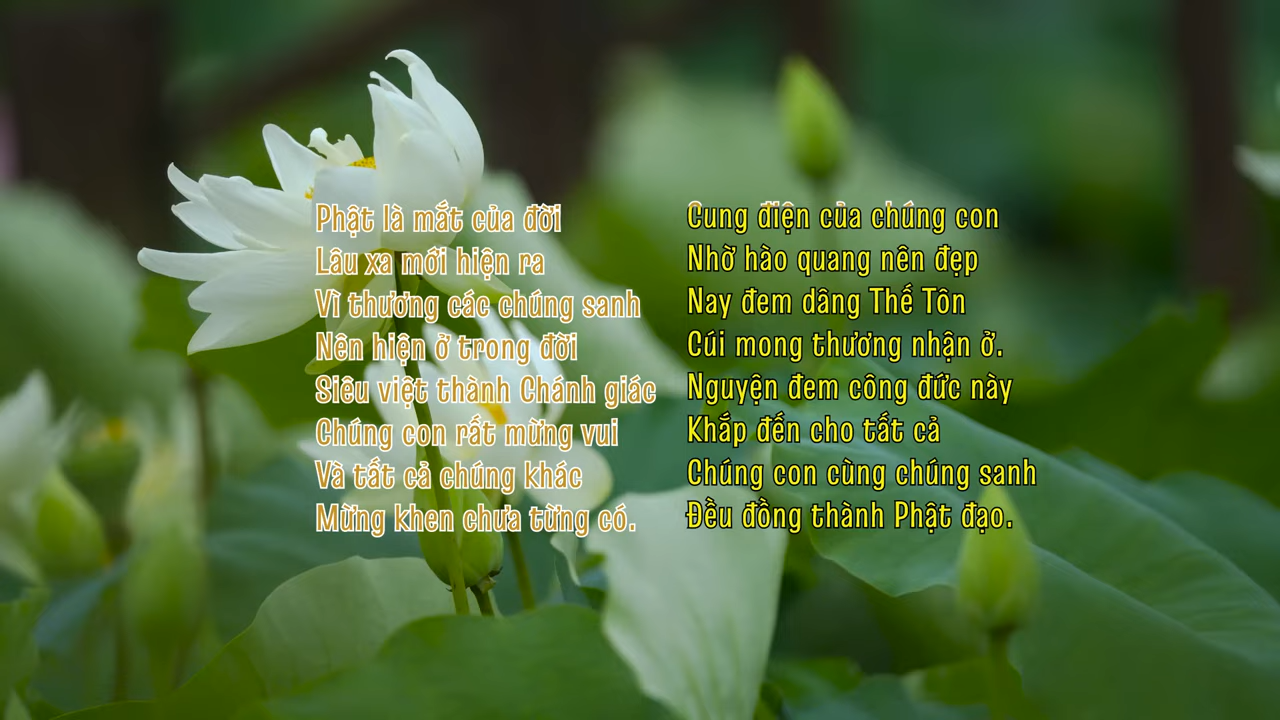 Phật là mắt của đời
Lâu xa mới hiện ra
Vì thương các chúng sanh
Nên hiện ở trong đời
Siêu việt thành Chánh giác
Chúng con rất mừng vui
Và tất cả chúng khác
Mừng khen chưa từng có.
Cung điện của chúng con
Nhờ hào quang nên đẹp
Nay đem dâng Thế Tôn
Cúi mong thương nhận ở.
Nguyện đem công đức này
Khắp đến cho tất cả
Chúng con cùng chúng sanh
Đều đồng thành Phật đạo.